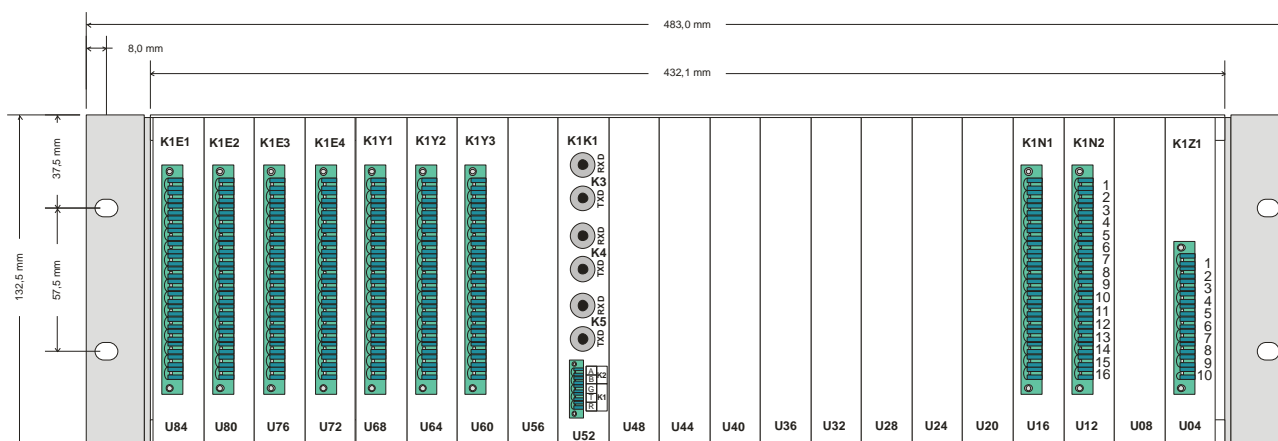 483,0 mm
8,0 mm
432,1 mm
37,5 mm
57,5 mm
132,5 mm
K1E1 K1E2 K1E3 K1E4 K1Y1 K1Y2 K1Y3 K1K1 K1N1 K1N2 K1Z1
RXD
K3
TXD
RXD
K4
TXD
RXD
K5
TXD
A
B
K2
G
T
R
K1
1
2
3
4
5
6
7
8
9
10
11
12
13
14
15
16
1
2
3
4
5
6
7
8
9
10
U84 U80 U76 U72 U68 U64 U60 U56 U52 U48 U44 U40 U36 U32 U28 U24 U20 U16 U12 U08 U04